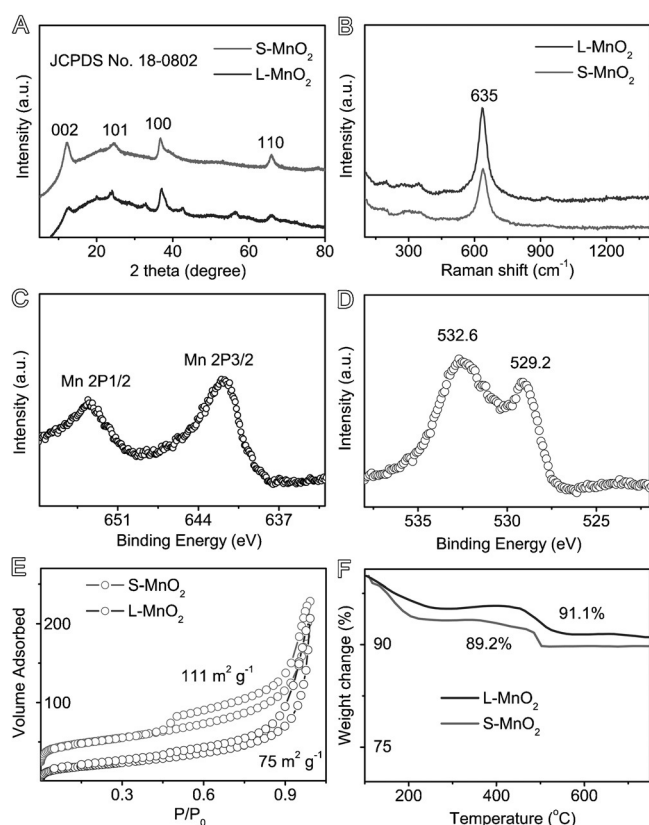 A
JCPDS No. 18-0802
S-MnO₂
L-MnO₂
002
101
100
110
Intensity (a.u.)
20 40 60 80
2 theta (degree)
B
L-MnO₂
S-MnO₂
635
Intensity (a.u.)
300 600 900 1200
Raman shift (cm⁻¹)
C
Mn 2P1/2
Mn 2P3/2
Intensity (a.u.)
651 644 637
Binding Energy (eV)
D
532.6
529.2
Intensity (a.u.)
535 530 525
Binding Energy (eV)
E
S-MnO₂
L-MnO₂
200
100
111 m² g⁻¹
75 m² g⁻¹
Volume Adsorbed
0.3 0.6 0.9
P/P₀
F
91.1%
89.2%
90
75
L-MnO₂
S-MnO₂
Weight change (%)
200 400 600
Temperature (°C)